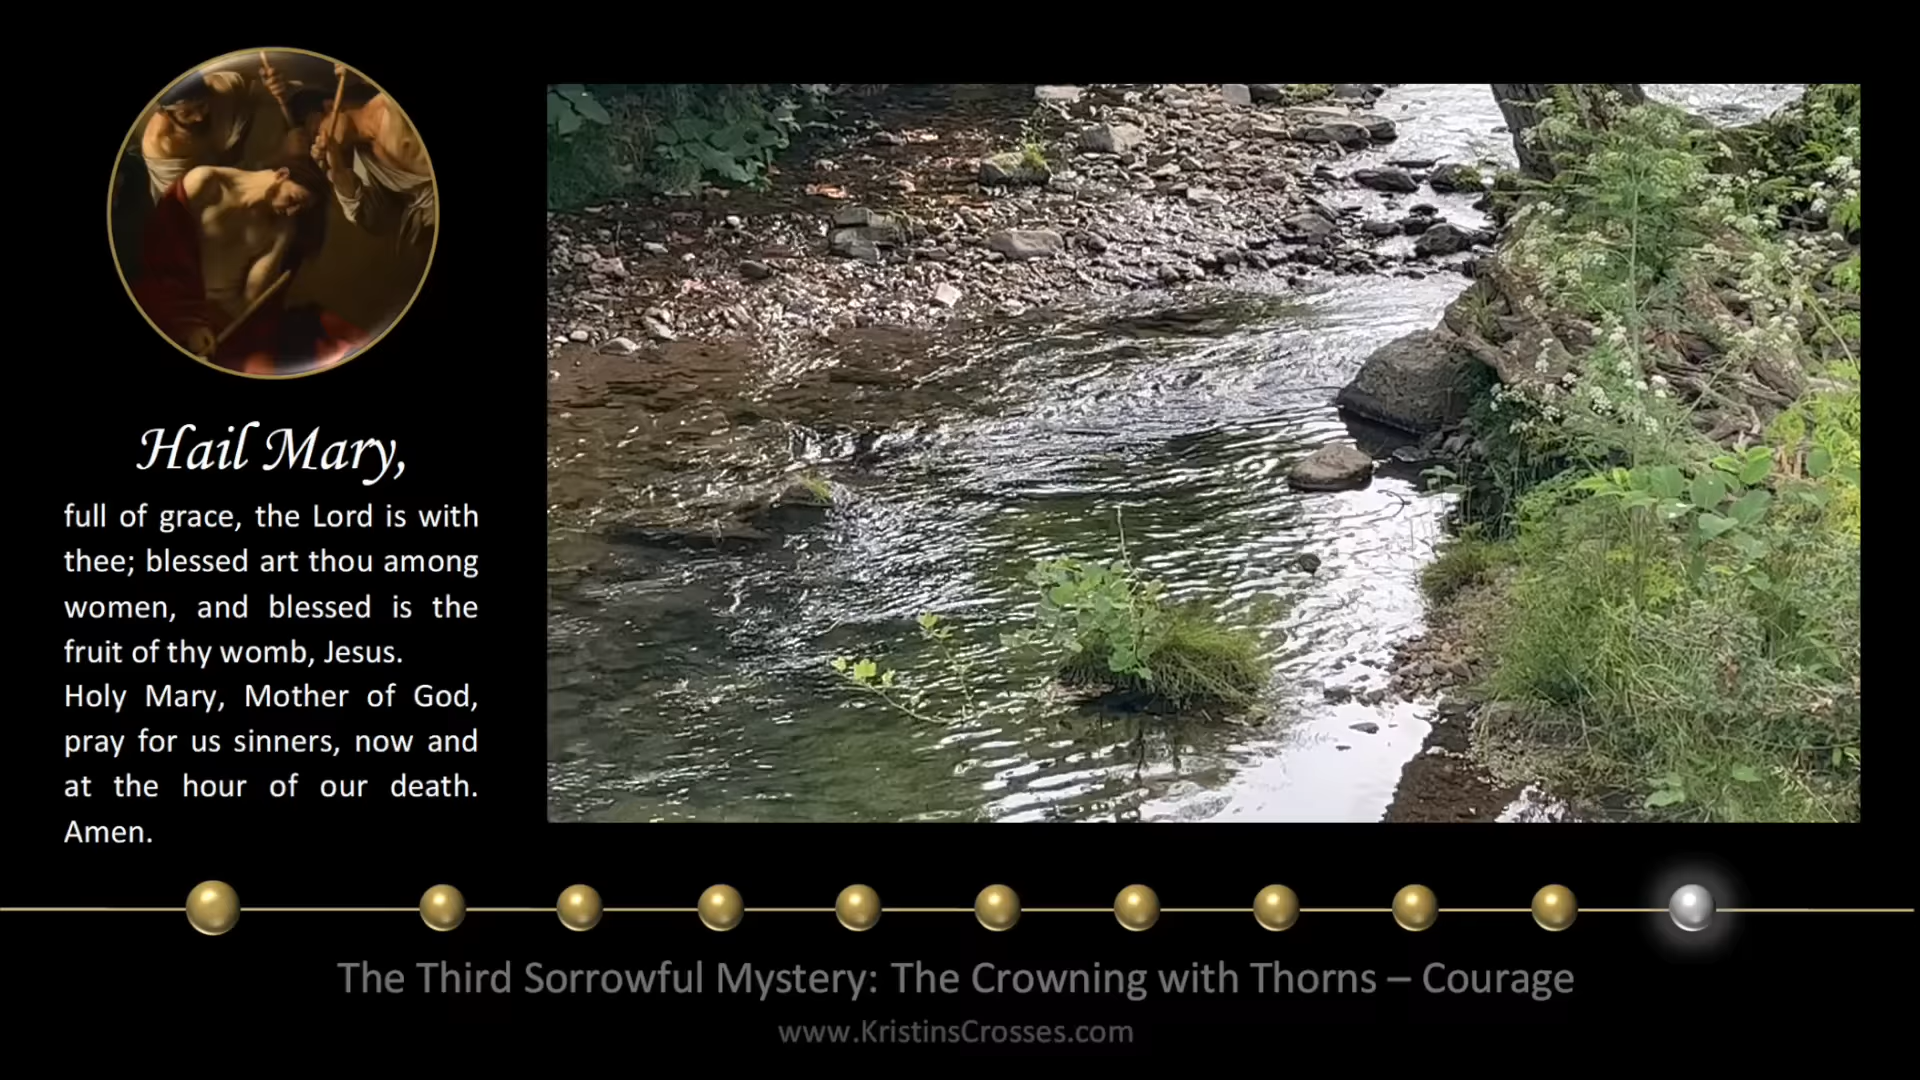 Hail Mary,
full of grace, the Lord is with
thee; blessed art thou among
women, and blessed is the
fruit of thy womb, Jesus.
Holy Mary, Mother of God,
pray for us sinners, now and
at the hour of our death.
Amen.
The Third Sorrowful Mystery: The Crowning with Thorns – Courage
www.KristinsCrosses.com